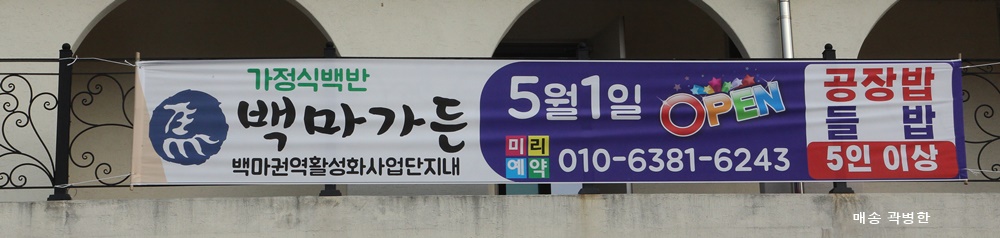 가정식백반
백마가든
백마권역활성화사업단지내
5월1일 OPEN
미리
예약 010-6381-6243
공장밥
들 밥
5인 이상
매송 곽병한